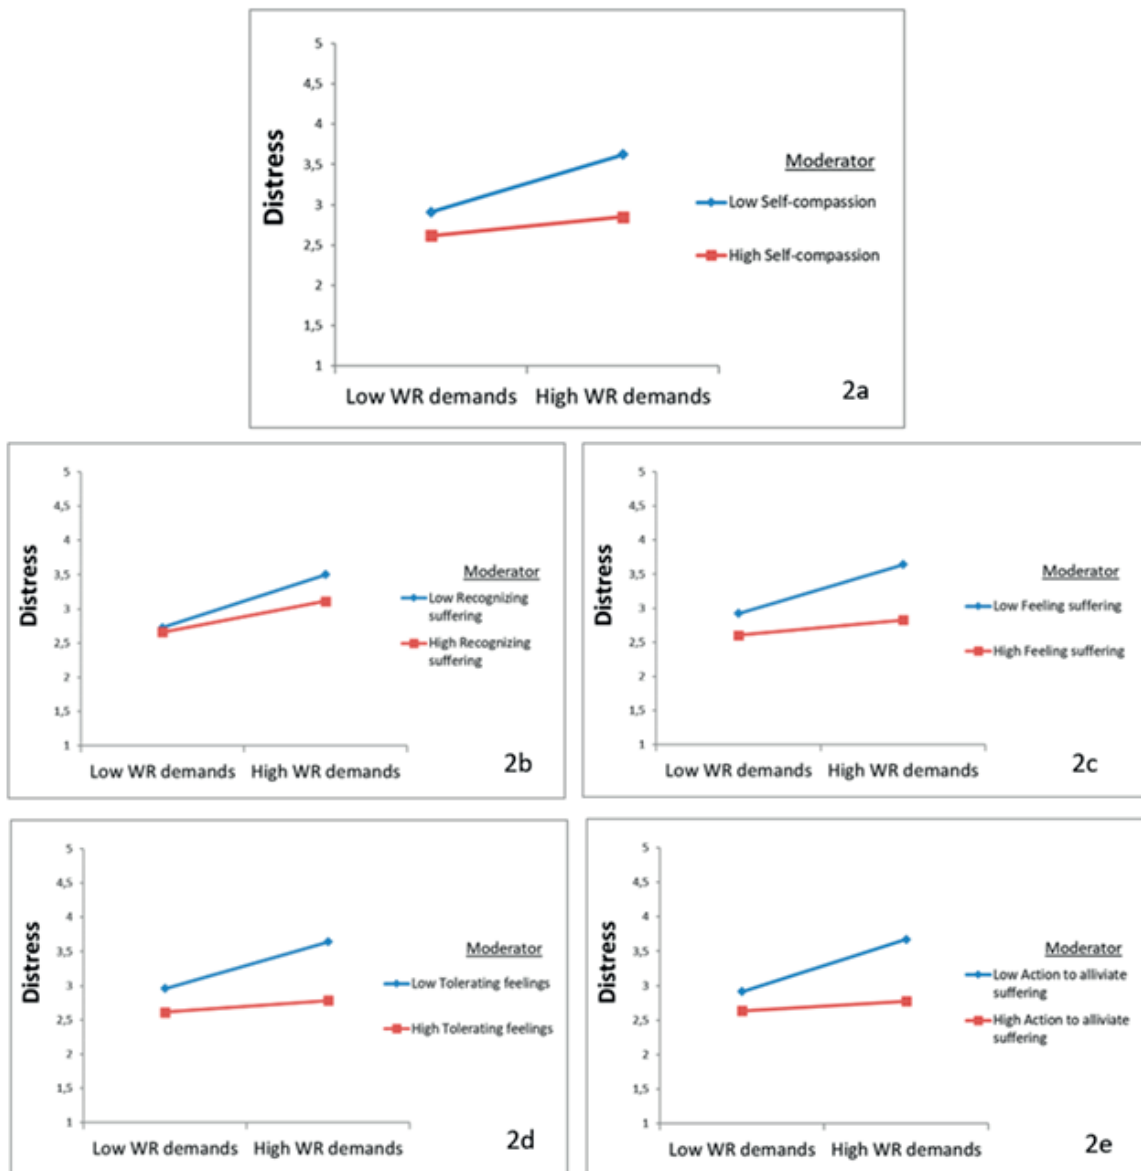 5
4,5
4
3,5
3
2,5
2
1,5
1
Distress
Low WR demands High WR demands
Moderator
Low Self-compassion
High Self-compassion
2a
5
4,5
4
3,5
3
2,5
2
1,5
1
Distress
Low WR demands High WR demands
Moderator
Low Recognizing
suffering
High Recognizing
suffering
2b
5
4,5
4
3,5
3
2,5
2
1,5
1
Distress
Low WR demands High WR demands
Moderator
Low Feeling suffering
High Feeling suffering
2c
5
4,5
4
3,5
3
2,5
2
1,5
1
Distress
Low WR demands High WR demands
Moderator
Low Tolerating feelings
High Tolerating feelings
2d
5
4,5
4
3,5
3
2,5
2
1,5
1
Distress
Low WR demands High WR demands
Moderator
Low Action to alliviate
suffering
High Action to alliviate
suffering
2e